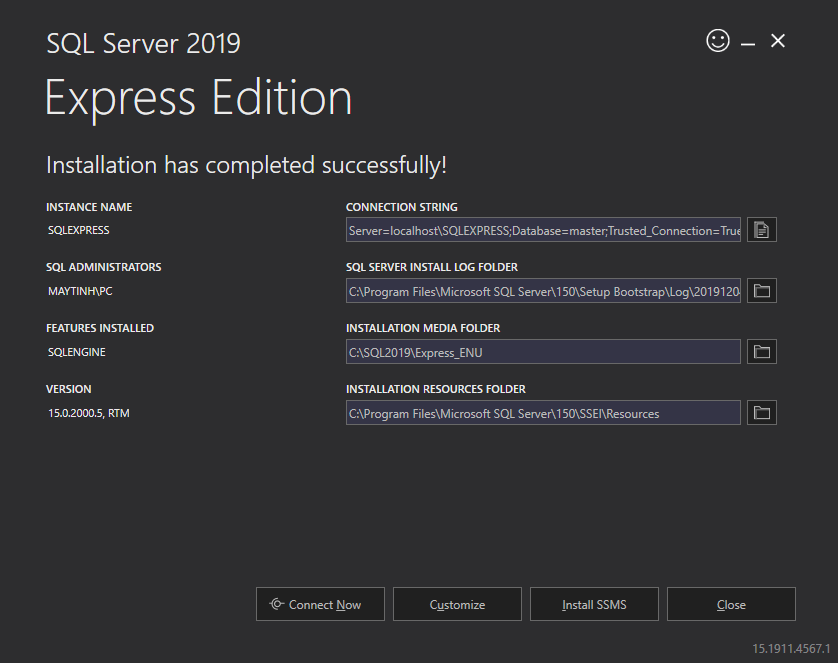 SQL Server 2019
Express Edition
Installation has completed successfully!
INSTANCE NAME
SQLEXPRESS
CONNECTION STRING
Server=localhost\SQLEXPRESS;Database=master;Trusted_Connection=True
SQL ADMINISTRATORS
MAYTINH\PC
SQL SERVER INSTALL LOG FOLDER
C:\Program Files\Microsoft SQL Server\150\Setup Bootstrap\Log\2019120
FEATURES INSTALLED
SQLENGINE
INSTALLATION MEDIA FOLDER
C:\SQL2019\Express_ENU
VERSION
15.0.2000.5, RTM
INSTALLATION RESOURCES FOLDER
C:\Program Files\Microsoft SQL Server\150\SSEI\Resources
Connect Now
Customize
Install SSMS
Close
15.1911.4567.1